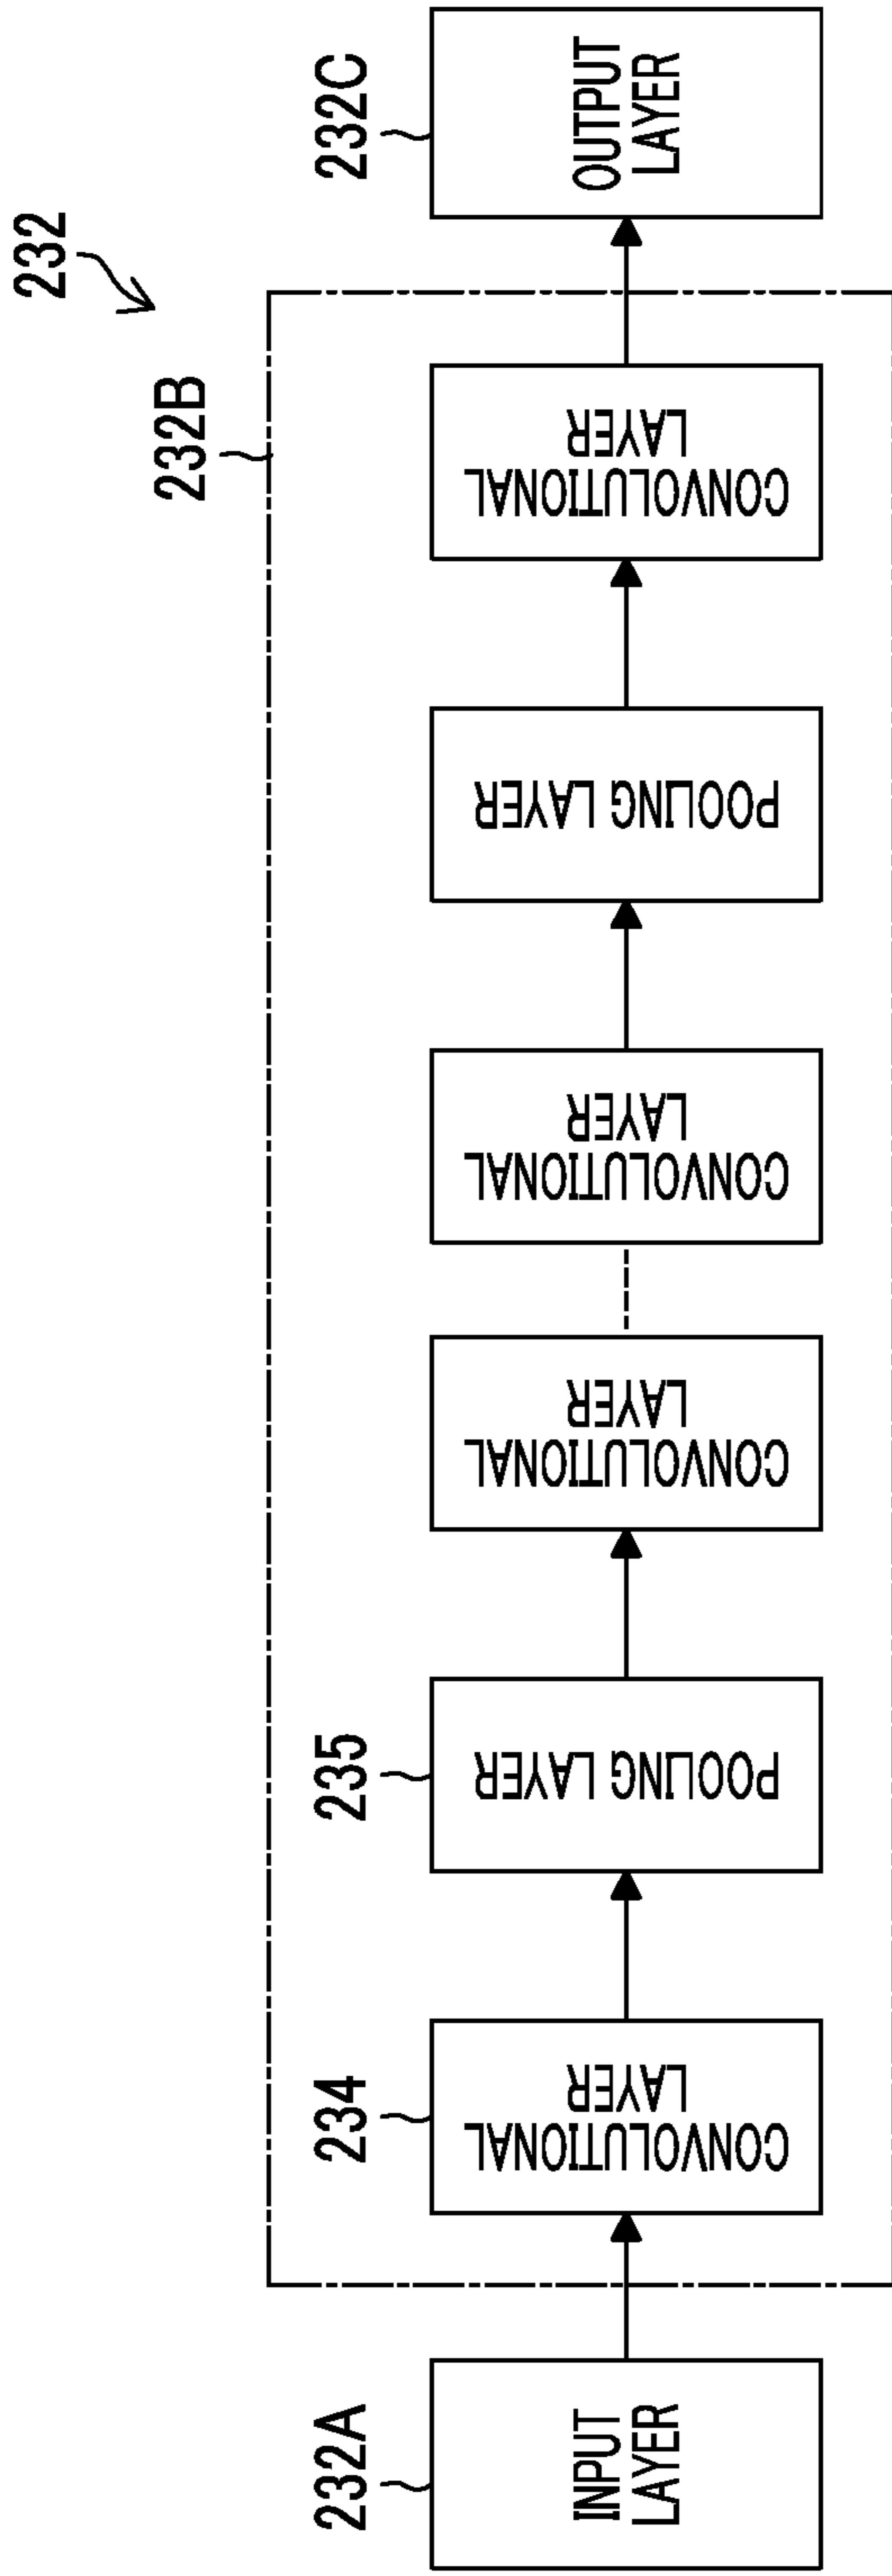 232
232A
232B
232C
234
235
INPUT
LAYER
CONVOLUTIONAL
LAYER
POOLING LAYER
CONVOLUTIONAL
LAYER
CONVOLUTIONAL
LAYER
POOLING LAYER
CONVOLUTIONAL
LAYER
OUTPUT
LAYER